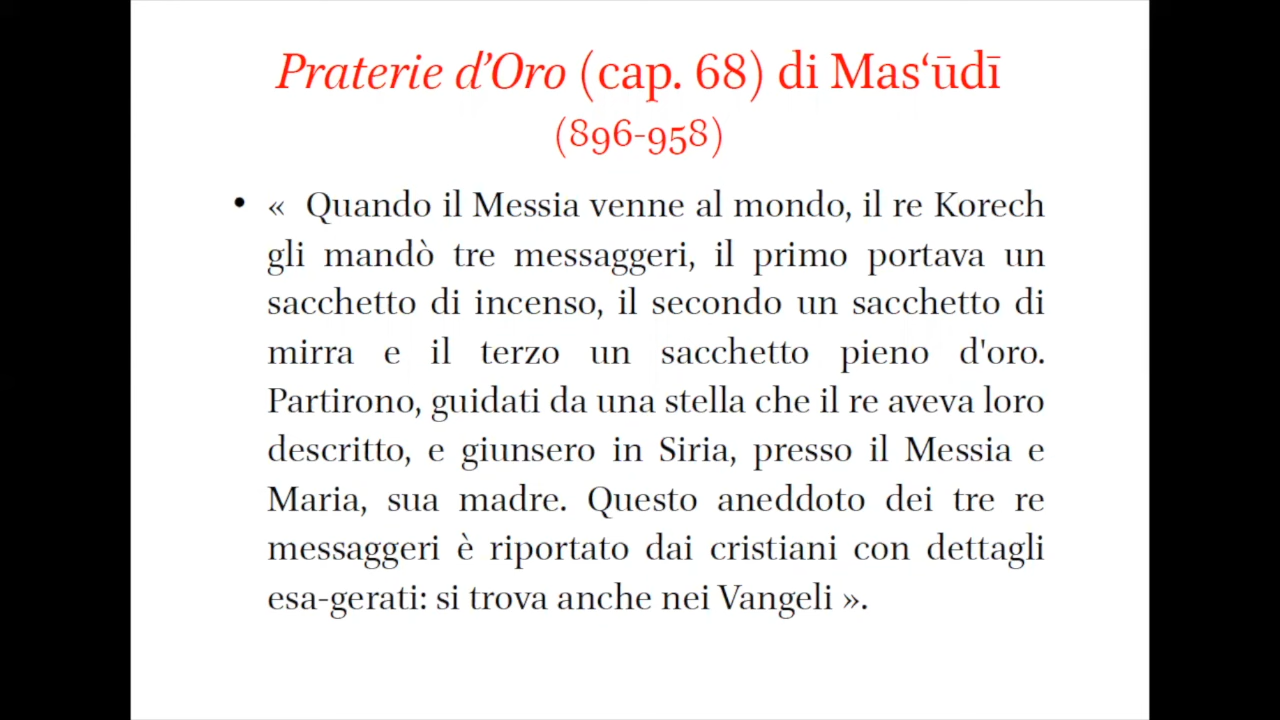 Praterie d’Oro (cap. 68) di Mas‘ūdī
(896-958)
• «  Quando il Messia venne al mondo, il re Korech
gli mandò tre messaggeri, il primo portava un
sacchetto di incenso, il secondo un sacchetto di
mirra e il terzo un sacchetto pieno d'oro.
Partirono, guidati da una stella che il re aveva loro
descritto, e giunsero in Siria, presso il Messia e
Maria, sua madre. Questo aneddoto dei tre re
messaggeri è riportato dai cristiani con dettagli
esa-gerati: si trova anche nei Vangeli ».